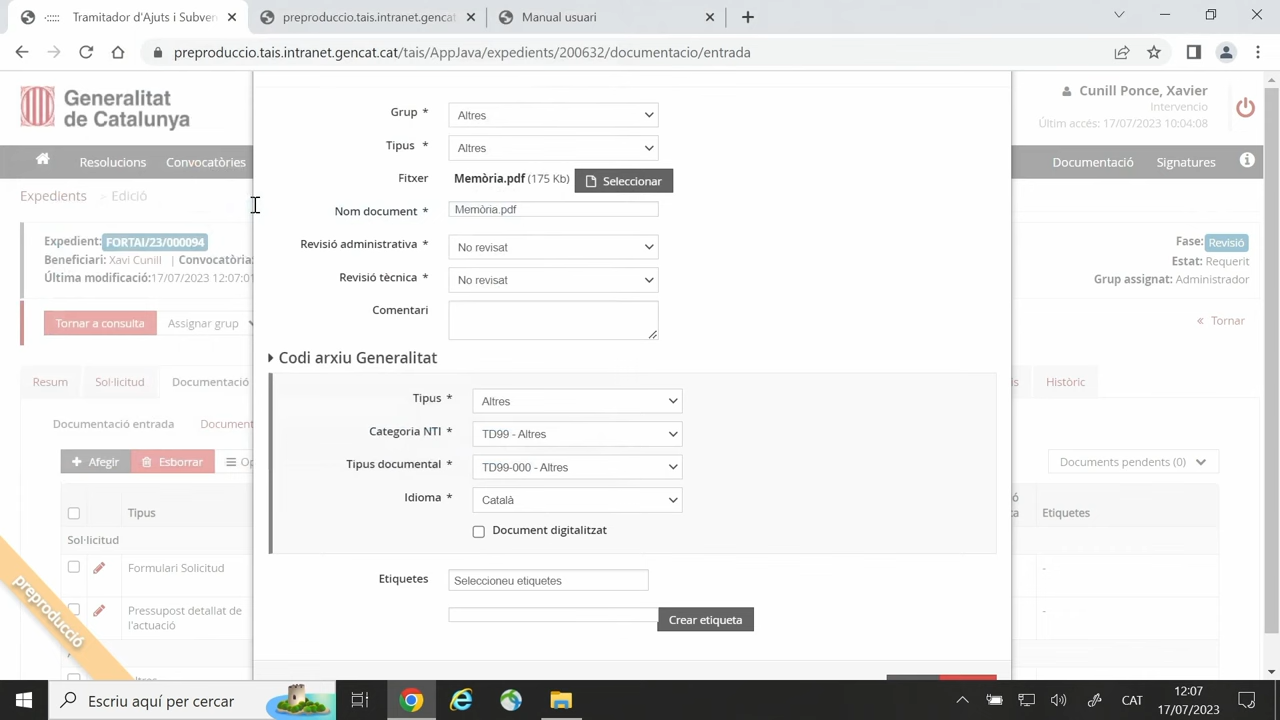 Tramitador d'Ajuts i Subven
preproduccio.tais.intranet.gencat
Manual usuari
preproduccio.tais.intranet.gencat.cat/tais/AppJava/expedients/200632/documentacio/entrada
Generalitat
de Catalunya
Cunill Ponce, Xavier
Intervencio
Últim accés: 17/07/2023 10:04:08
Resolucions
Convocatòries
Documentació
Signatures
Expedients
Edició
Expedient: FORTAI/23/000094
Beneficiari: Xavi Cunill | Convocatòria:
Última modificació:17/07/2023 12:07:01
Fase: Revisió
Estat: Requerit
Grup assignat: Administrador
Tornar a consulta
Assignar grup
« Tornar
Resum
Sol·licitud
Documentació
Històric
Documentació entrada
Document
Afegir
Esborrar
Op
Documents pendents (0)
Tipus
Etiquetes
Sol·licitud
Formulari Solicitud
-
Pressupost detallat de
l'actuació
-
preproducció
Grup *
Altres
Tipus *
Altres
Fitxer
Memòria.pdf (175 Kb)
Seleccionar
Nom document *
Memòria.pdf
Revisió administrativa *
No revisat
Revisió tècnica *
No revisat
Comentari
Codi arxiu Generalitat
Tipus *
Altres
Categoria NTI *
TD99 - Altres
Tipus documental *
TD99-000 - Altres
Idioma *
Català
Document digitalitzat
Etiquetes
Seleccioneu etiquetes
Crear etiqueta
Escriu aquí per cercar
CAT
12:07
17/07/2023